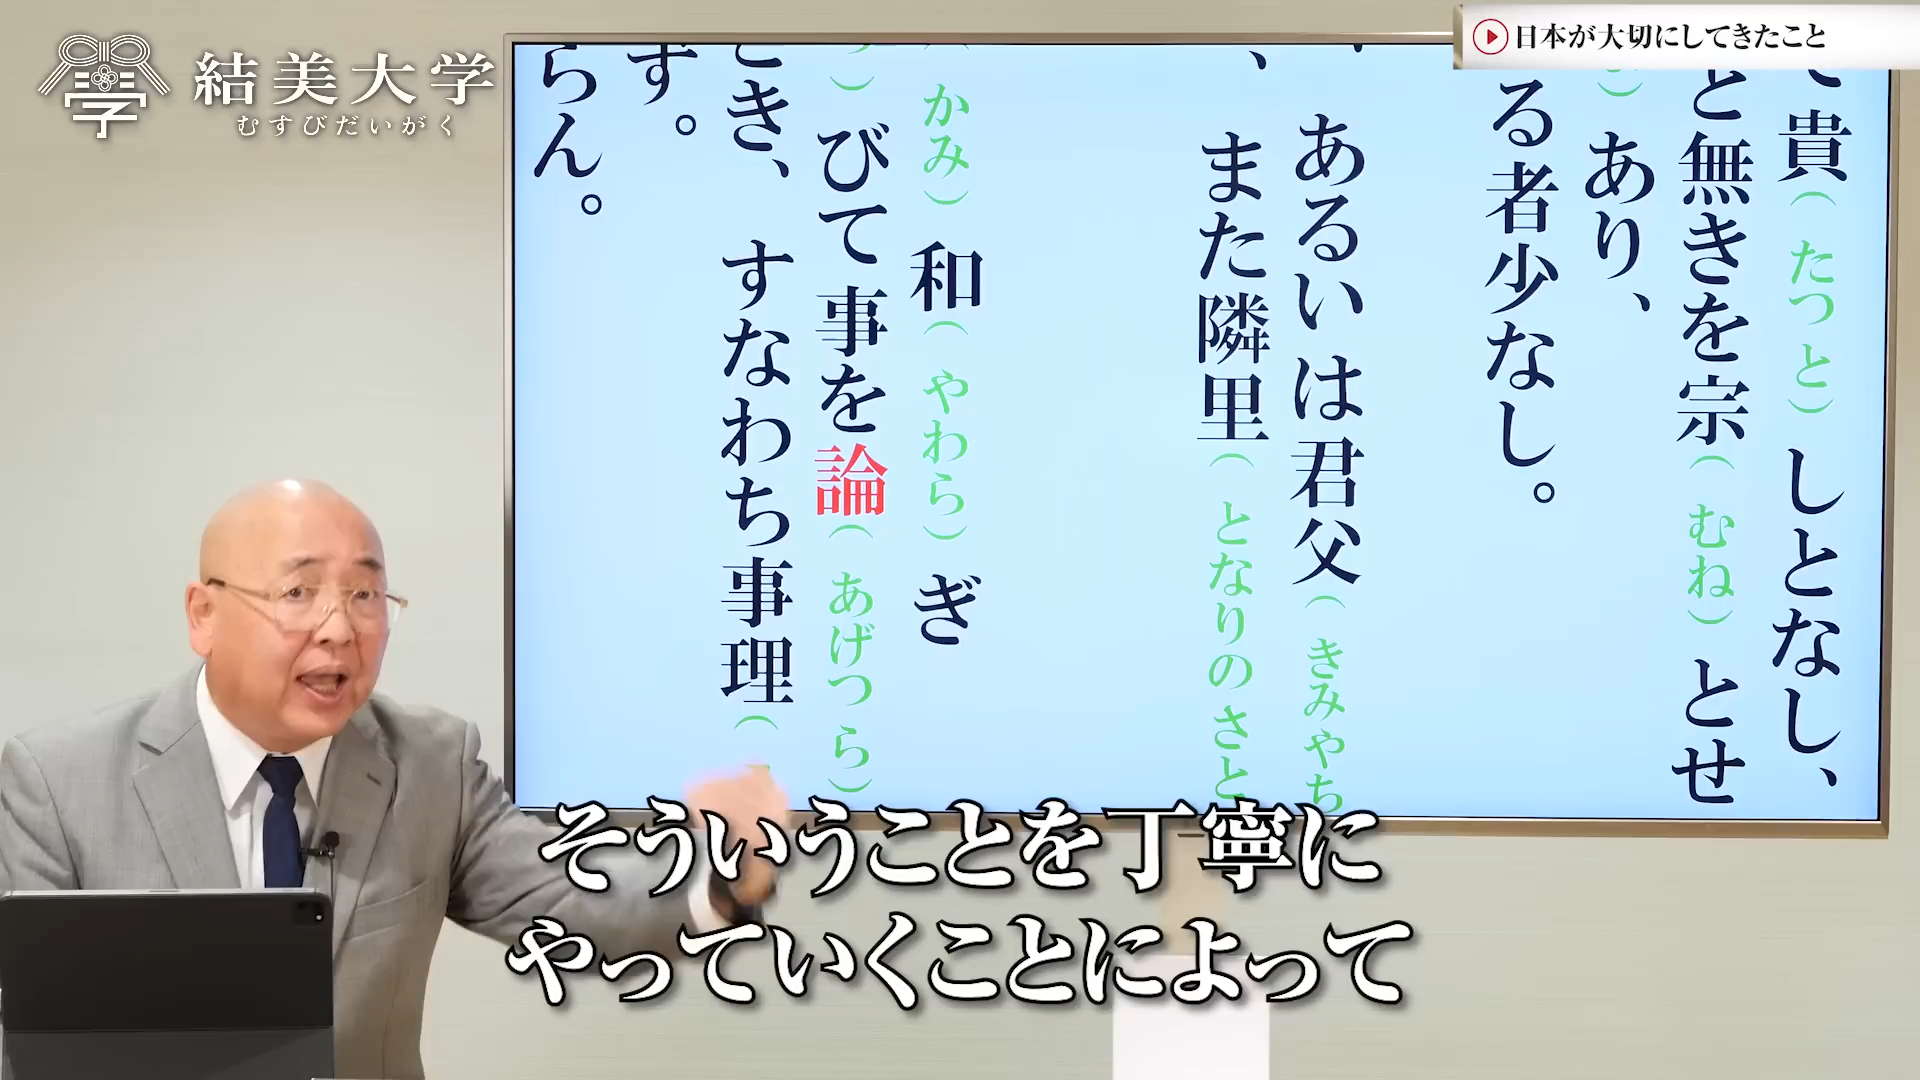 結美大学
むすびだいがく
日本が大切にしてきたこと
貴(たつと)しとなし、
と無きを宗(むね)とせ
あり、
る者少なし。
あるいは君父(きみやち
、また隣里(となりのさと
かみ)和(やわら)ぎ
びて事を論(あげつら)
とき、すなわち事理(
す。
らん。
そういうことを丁寧に
やっていくことによって